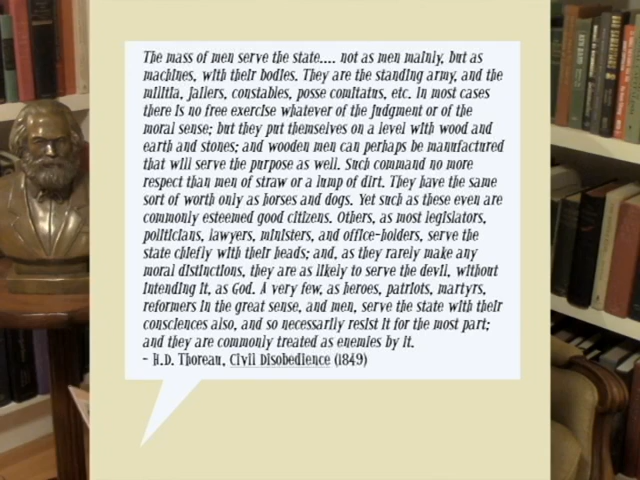 The mass of men serve the state.... not as men mainly, but as
machines, with their bodies. They are the standing army, and the
militia, jailers, constables, posse comitatus, etc. In most cases
there is no free exercise whatever of the judgment or of the
moral sense; but they put themselves on a level with wood and
earth and stones; and wooden men can perhaps be manufactured
that will serve the purpose as well. Such command no more
respect than men of straw or a lump of dirt. They have the same
sort of worth only as horses and dogs. Yet such as these even are
commonly esteemed good citizens. Others, as most legislators,
politicians, lawyers, ministers, and office-holders, serve the
state chiefly with their heads; and, as they rarely make any
moral distinctions, they are as likely to serve the devil, without
intending it, as God. A very few, as heroes, patriots, martyrs,
reformers in the great sense, and men, serve the state with their
consciences also, and so necessarily resist it for the most part;
and they are commonly treated as enemies by it.
- H.D. Thoreau, Civil Disobedience (1849)